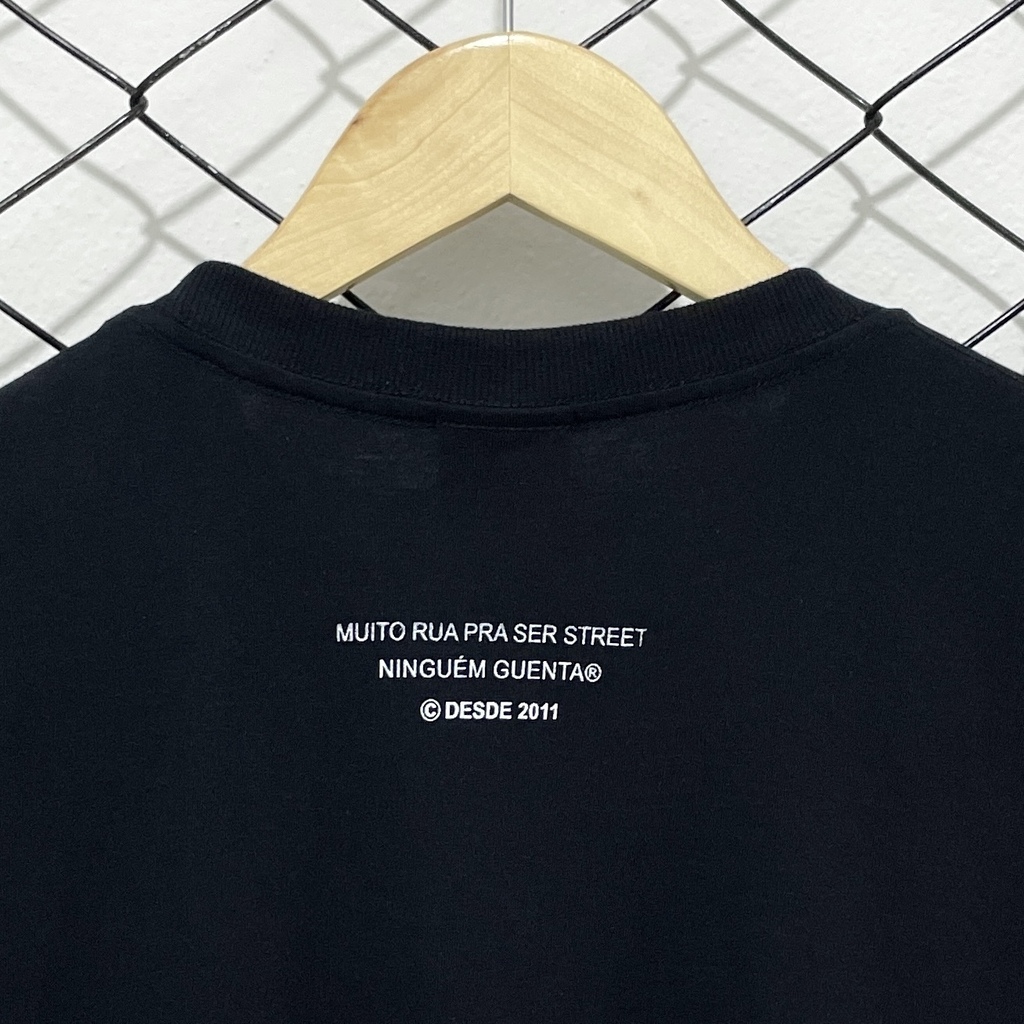 MUITO RUA PRA SER STREET
NINGUÉM GUENTA®
© DESDE 2011